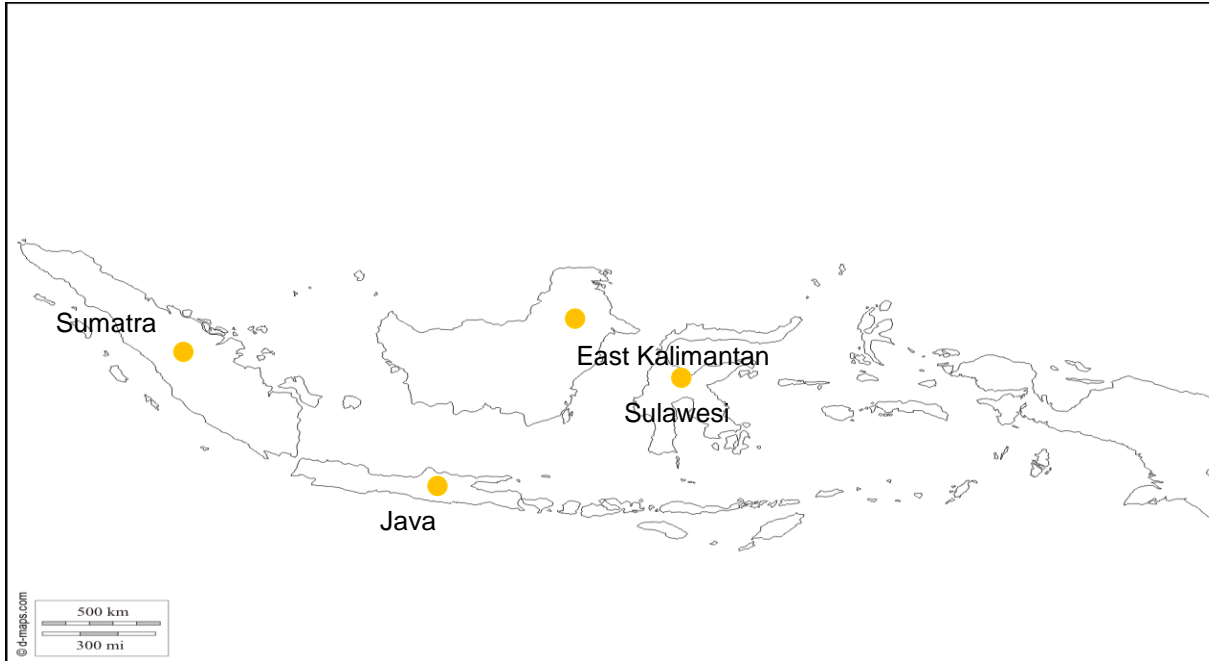 Sumatra
East Kalimantan
Sulawesi
Java
500 km
300 mi
© d-maps.com